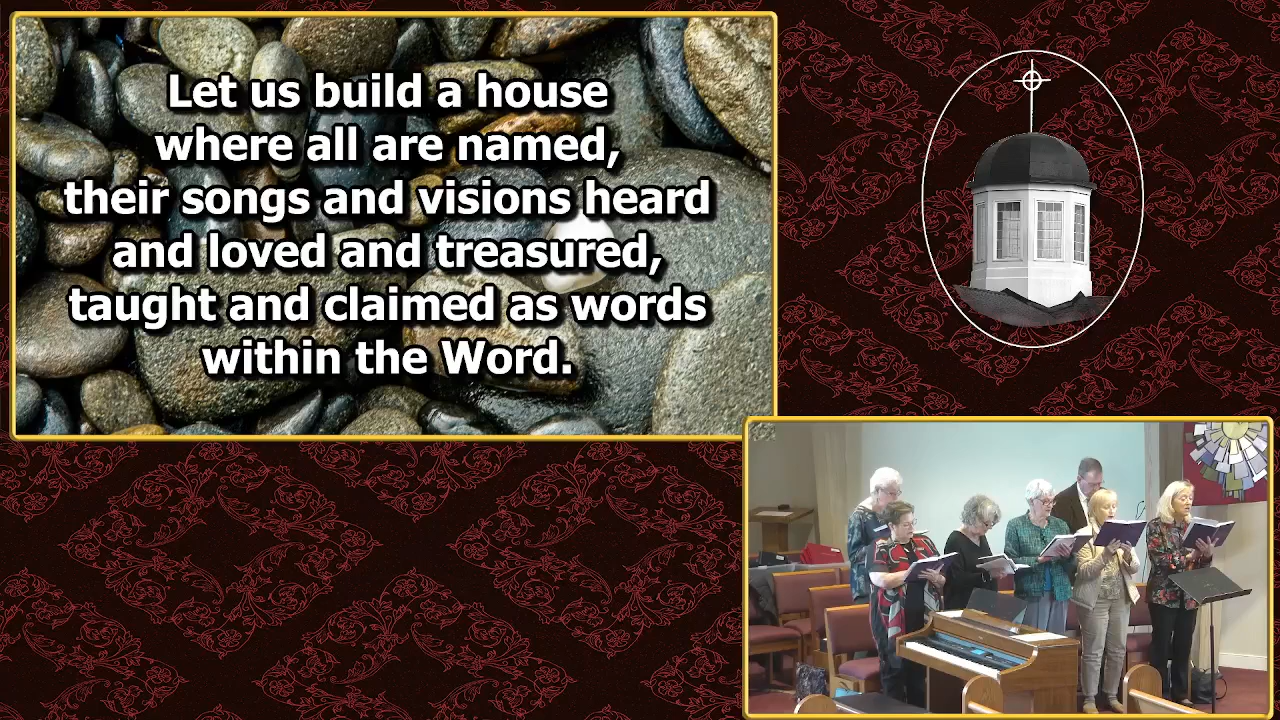 Let us build a house
where all are named,
their songs and visions heard
and loved and treasured,
taught and claimed as words
within the Word.